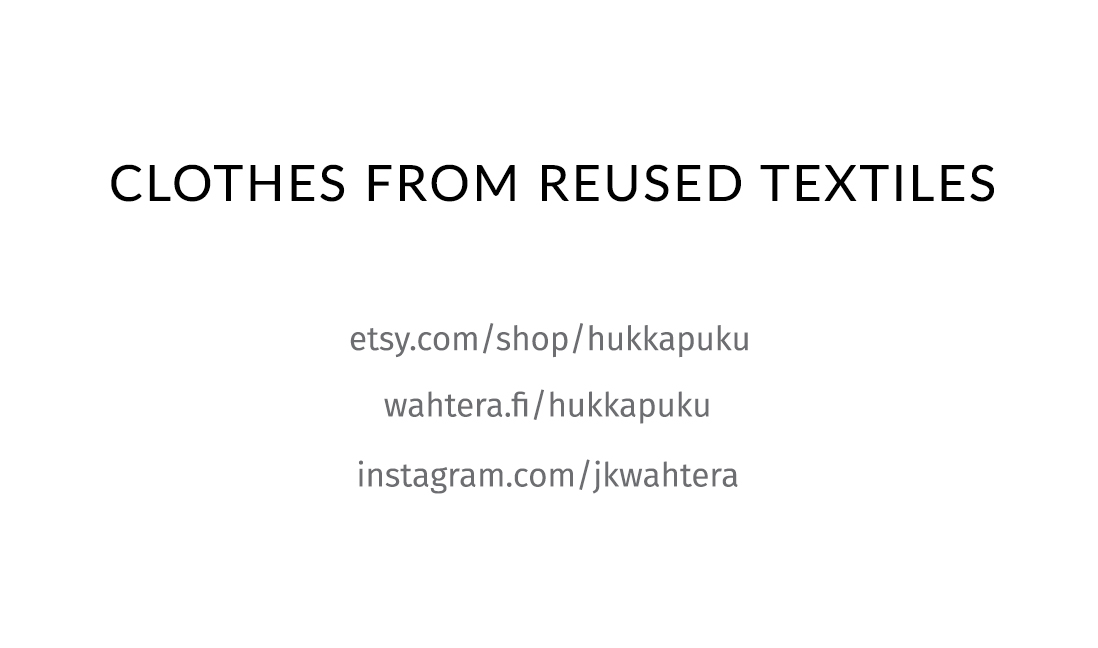 CLOTHES FROM REUSED TEXTILES
etsy.com/shop/hukkapuku
wahtera.fi/hukkapuku
instagram.com/jkwahtera